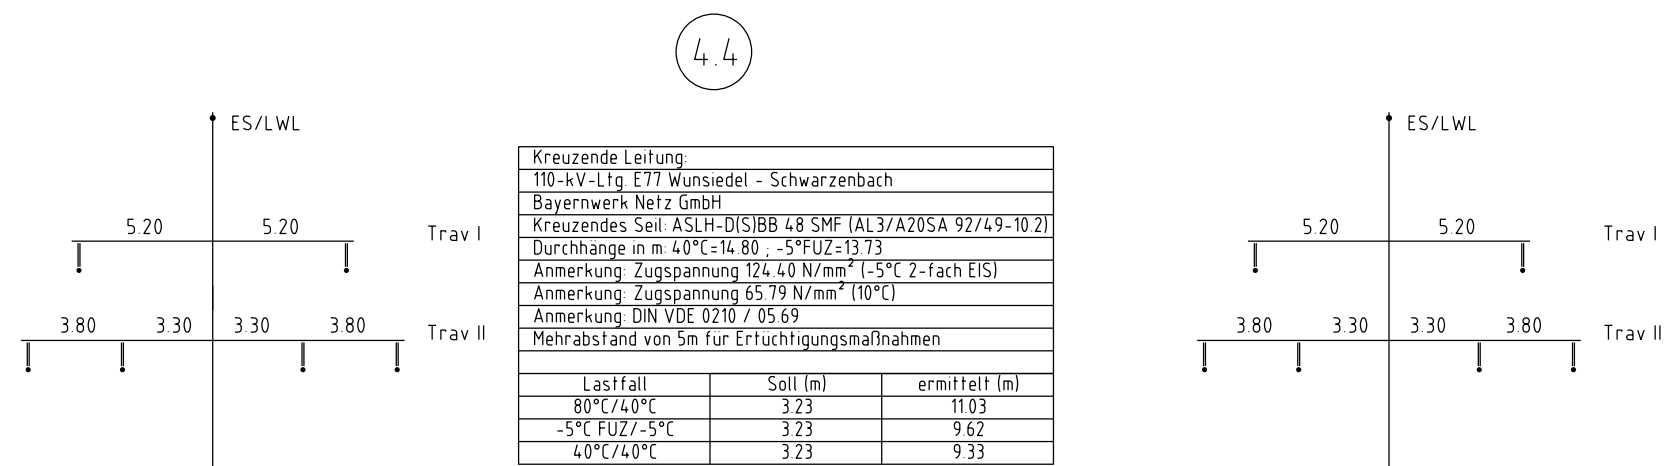 4.4
ES/LWL
5.20 5.20
Trav I
3.80 3.30 3.30 3.80
Trav II
Kreuzende Leitung:
110-kV-Ltg. E77 Wunsiedel - Schwarzenbach
Bayernwerk Netz GmbH
Kreuzendes Seil: ASLH-D(S)BB 48 SMF (AL3/A20SA 92/49-10.2)
Durchhänge in m: 40°C=14.80 ; -5°FUZ=13.73
Anmerkung: Zugspannung 124.40 N/mm² (-5°C 2-fach EIS)
Anmerkung: Zugspannung 65.79 N/mm² (10°C)
Anmerkung: DIN VDE 0210 / 05.69
Mehrabstand von 5m für Ertüchtigungsmaßnahmen
Lastfall Soll (m) ermittelt (m)
80°C/40°C 3.23 11.03
-5°C FUZ/-5°C 3.23 9.62
40°C/40°C 3.23 9.33
ES/LWL
5.20 5.20
Trav I
3.80 3.30 3.30 3.80
Trav II